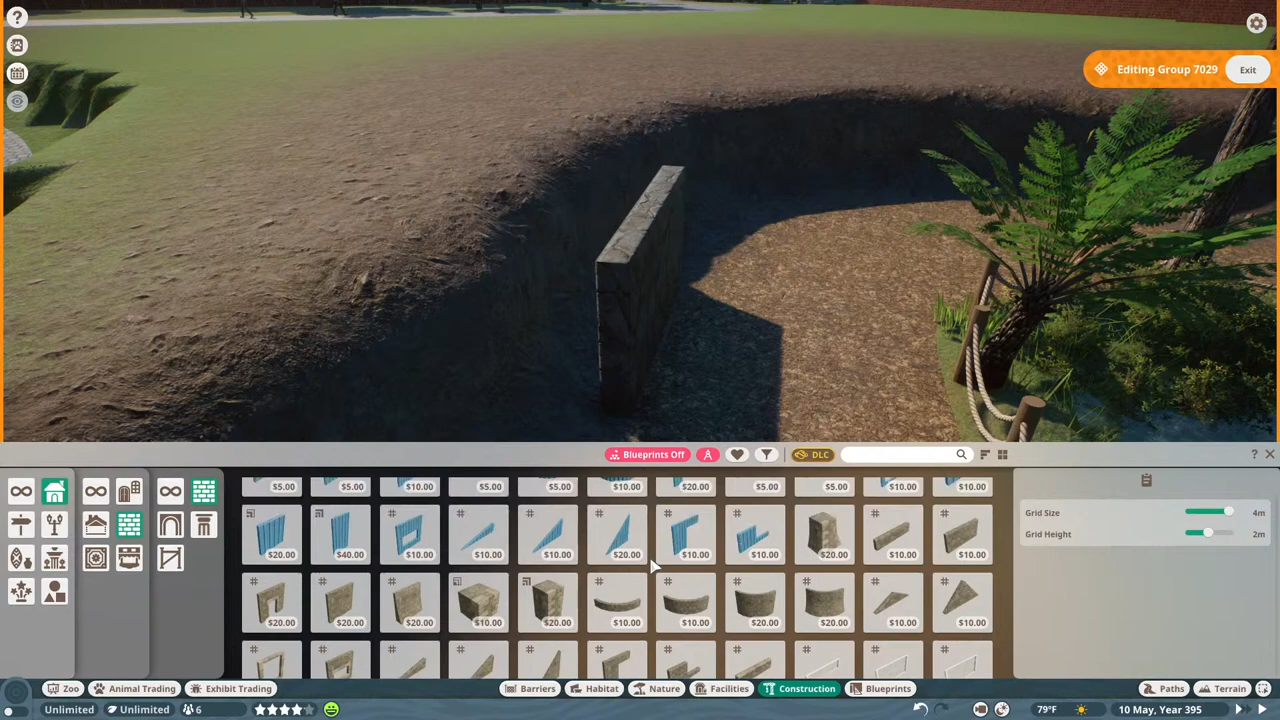 ?
Editing Group 7029 Exit
Blueprints Off DLC
? ×
$5.00 $5.00 $10.00 $5.00 $5.00 $10.00 $20.00 $5.00 $5.00 $10.00 $10.00
$20.00 $40.00 $10.00 $10.00 $10.00 $20.00 $10.00 $10.00 $20.00 $10.00 $10.00
$20.00 $20.00 $20.00 $10.00 $20.00 $10.00 $10.00 $20.00 $20.00 $10.00 $10.00
Grid Size 4m
Grid Height 2m
Zoo Animal Trading Exhibit Trading Barriers Habitat Nature Facilities Construction Blueprints Paths Terrain
Unlimited Unlimited 6 79°F 10 May, Year 395